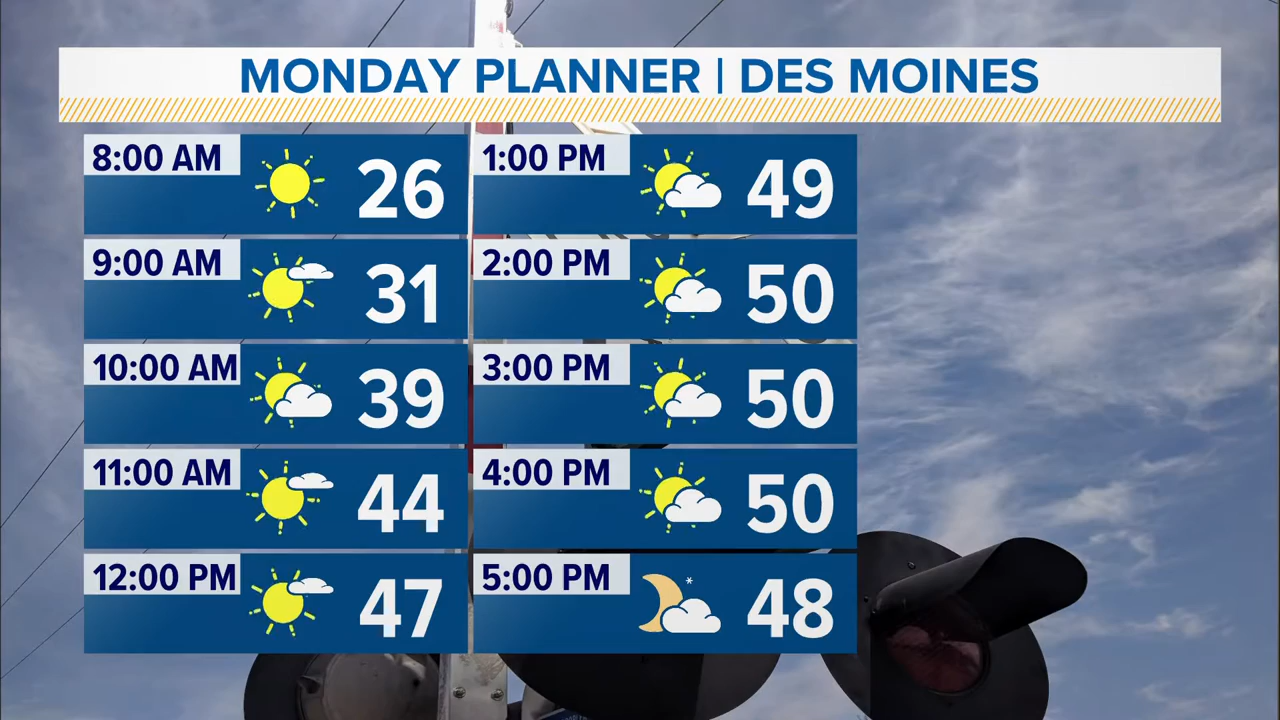 MONDAY PLANNER | DES MOINES
8:00 AM 26
9:00 AM 31
10:00 AM 39
11:00 AM 44
12:00 PM 47
1:00 PM 49
2:00 PM 50
3:00 PM 50
4:00 PM 50
5:00 PM 48